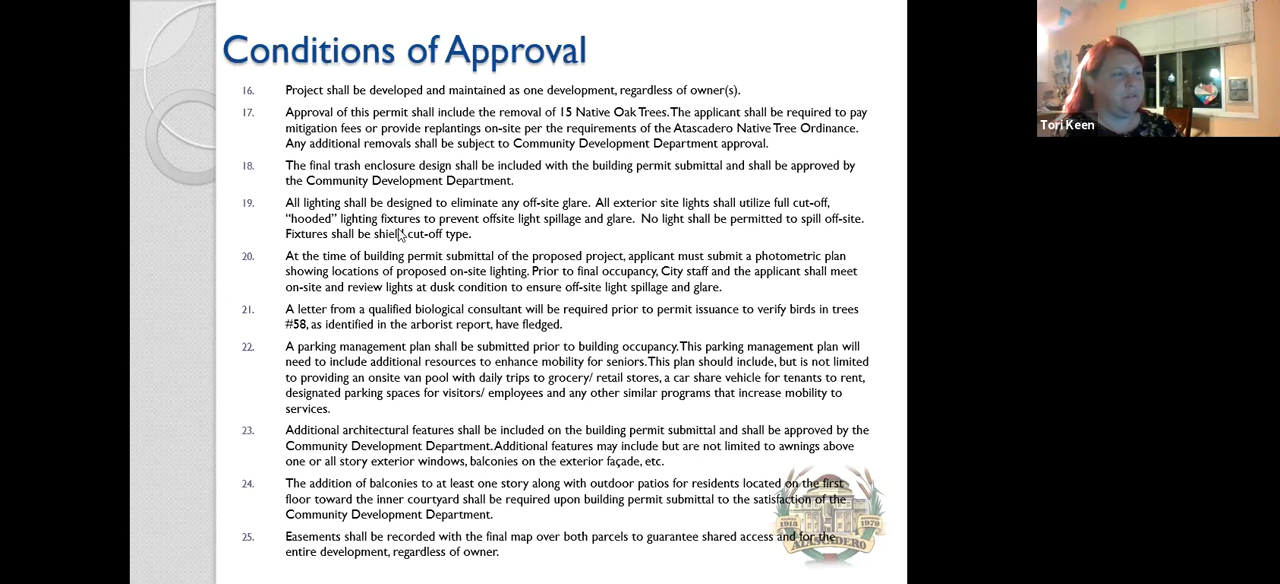 Conditions of Approval
16. Project shall be developed and maintained as one development, regardless of owner(s).
17. Approval of this permit shall include the removal of 15 Native Oak Trees. The applicant shall be required to pay
mitigation fees or provide replantings on-site per the requirements of the Atascadero Native Tree Ordinance.
Any additional removals shall be subject to Community Development Department approval.
18. The final trash enclosure design shall be included with the building permit submittal and shall be approved by
the Community Development Department.
19. All lighting shall be designed to eliminate any off-site glare. All exterior site lights shall utilize full cut-off,
“hooded” lighting fixtures to prevent offsite light spillage and glare. No light shall be permitted to spill off-site.
Fixtures shall be shield cut-off type.
20. At the time of building permit submittal of the proposed project, applicant must submit a photometric plan
showing locations of proposed on-site lighting. Prior to final occupancy, City staff and the applicant shall meet
on-site and review lights at dusk condition to ensure off-site light spillage and glare.
21. A letter from a qualified biological consultant will be required prior to permit issuance to verify birds in trees
#58, as identified in the arborist report, have fledged.
22. A parking management plan shall be submitted prior to building occupancy. This parking management plan will
need to include additional resources to enhance mobility for seniors. This plan should include, but is not limited
to providing an onsite van pool with daily trips to grocery/ retail stores, a car share vehicle for tenants to rent,
designated parking spaces for visitors/ employees and any other similar programs that increase mobility to
services.
23. Additional architectural features shall be included on the building permit submittal and shall be approved by the
Community Development Department. Additional features may include but are not limited to awnings above
one or all story exterior windows, balconies on the exterior façade, etc.
24. The addition of balconies to at least one story along with outdoor patios for residents located on the first
floor toward the inner courtyard shall be required upon building permit submittal to the satisfaction of the
Community Development Department.
25. Easements shall be recorded with the final map over both parcels to guarantee shared access and for the
entire development, regardless of owner.
1913
1979
ATASCADERO
Tori Keen